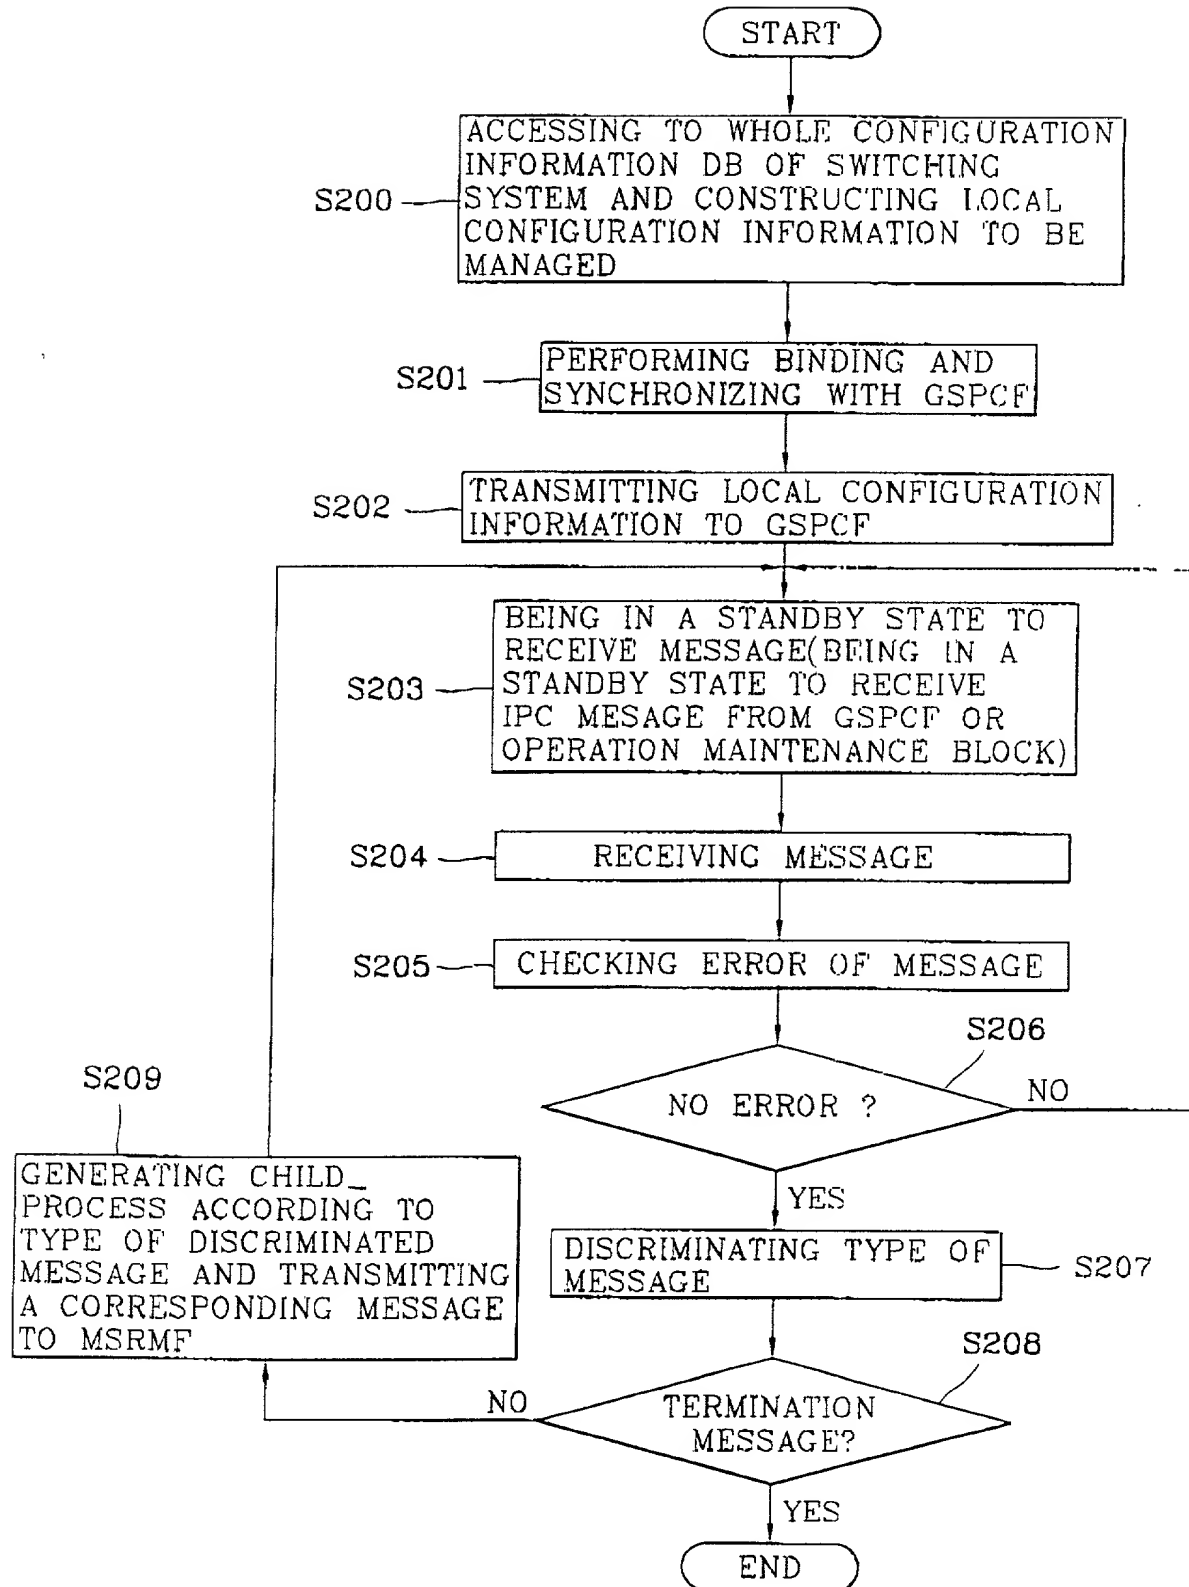 START
ACCESSING TO WHOLE CONFIGURATION
INFORMATION DB OF SWITCHING
SYSTEM AND CONSTRUCTING LOCAL
CONFIGURATION INFORMATION TO BE
MANAGED
S200
PERFORMING BINDING AND
SYNCHRONIZING WITH GSPCF
S201
TRANSMITTING LOCAL CONFIGURATION
INFORMATION TO GSPCF
S202
BEING IN A STANDBY STATE TO
RECEIVE MESSAGE(BEING IN A
STANDBY STATE TO RECEIVE
IPC MESAGE FROM GSPCF OR
OPERATION MAINTENANCE BLOCK)
S203
S204
RECEIVING MESSAGE
S205
CHECKING ERROR OF MESSAGE
S206
NO ERROR ?
NO
YES
S209
GENERATING CHILD_
PROCESS ACCORDING TO
TYPE OF DISCRIMINATED
MESSAGE AND TRANSMITTING
A CORRESPONDING MESSAGE
TO MSRMF
DISCRIMINATING TYPE OF
MESSAGE
S207
S208
TERMINATION
MESSAGE?
NO
YES
END